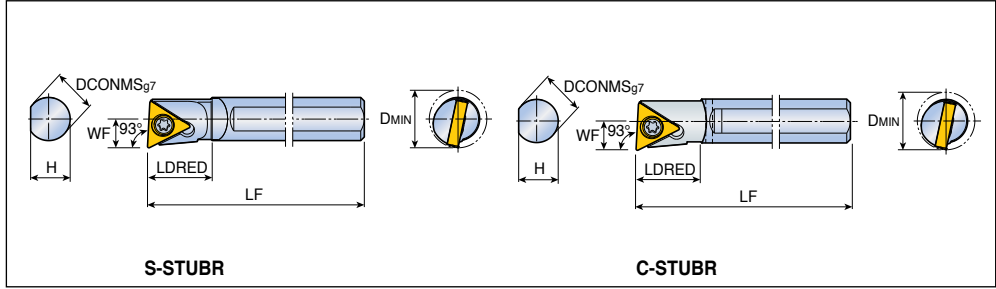 DCONMSg7
WF
93°
H
LDRED
LF
DMIN
S-STUBR
DCONMSg7
WF
93°
H
LDRED
LF
DMIN
C-STUBR